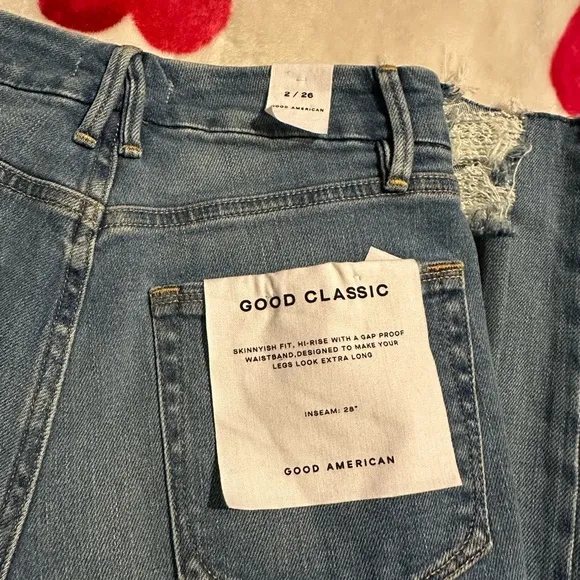 2 / 26
GOOD AMERICAN
GOOD CLASSIC
SKINNYISH FIT, HI-RISE WITH A GAP PROOF
WAISTBAND,DESIGNED TO MAKE YOUR
LEGS LOOK EXTRA LONG
INSEAM: 28"
GOOD AMERICAN